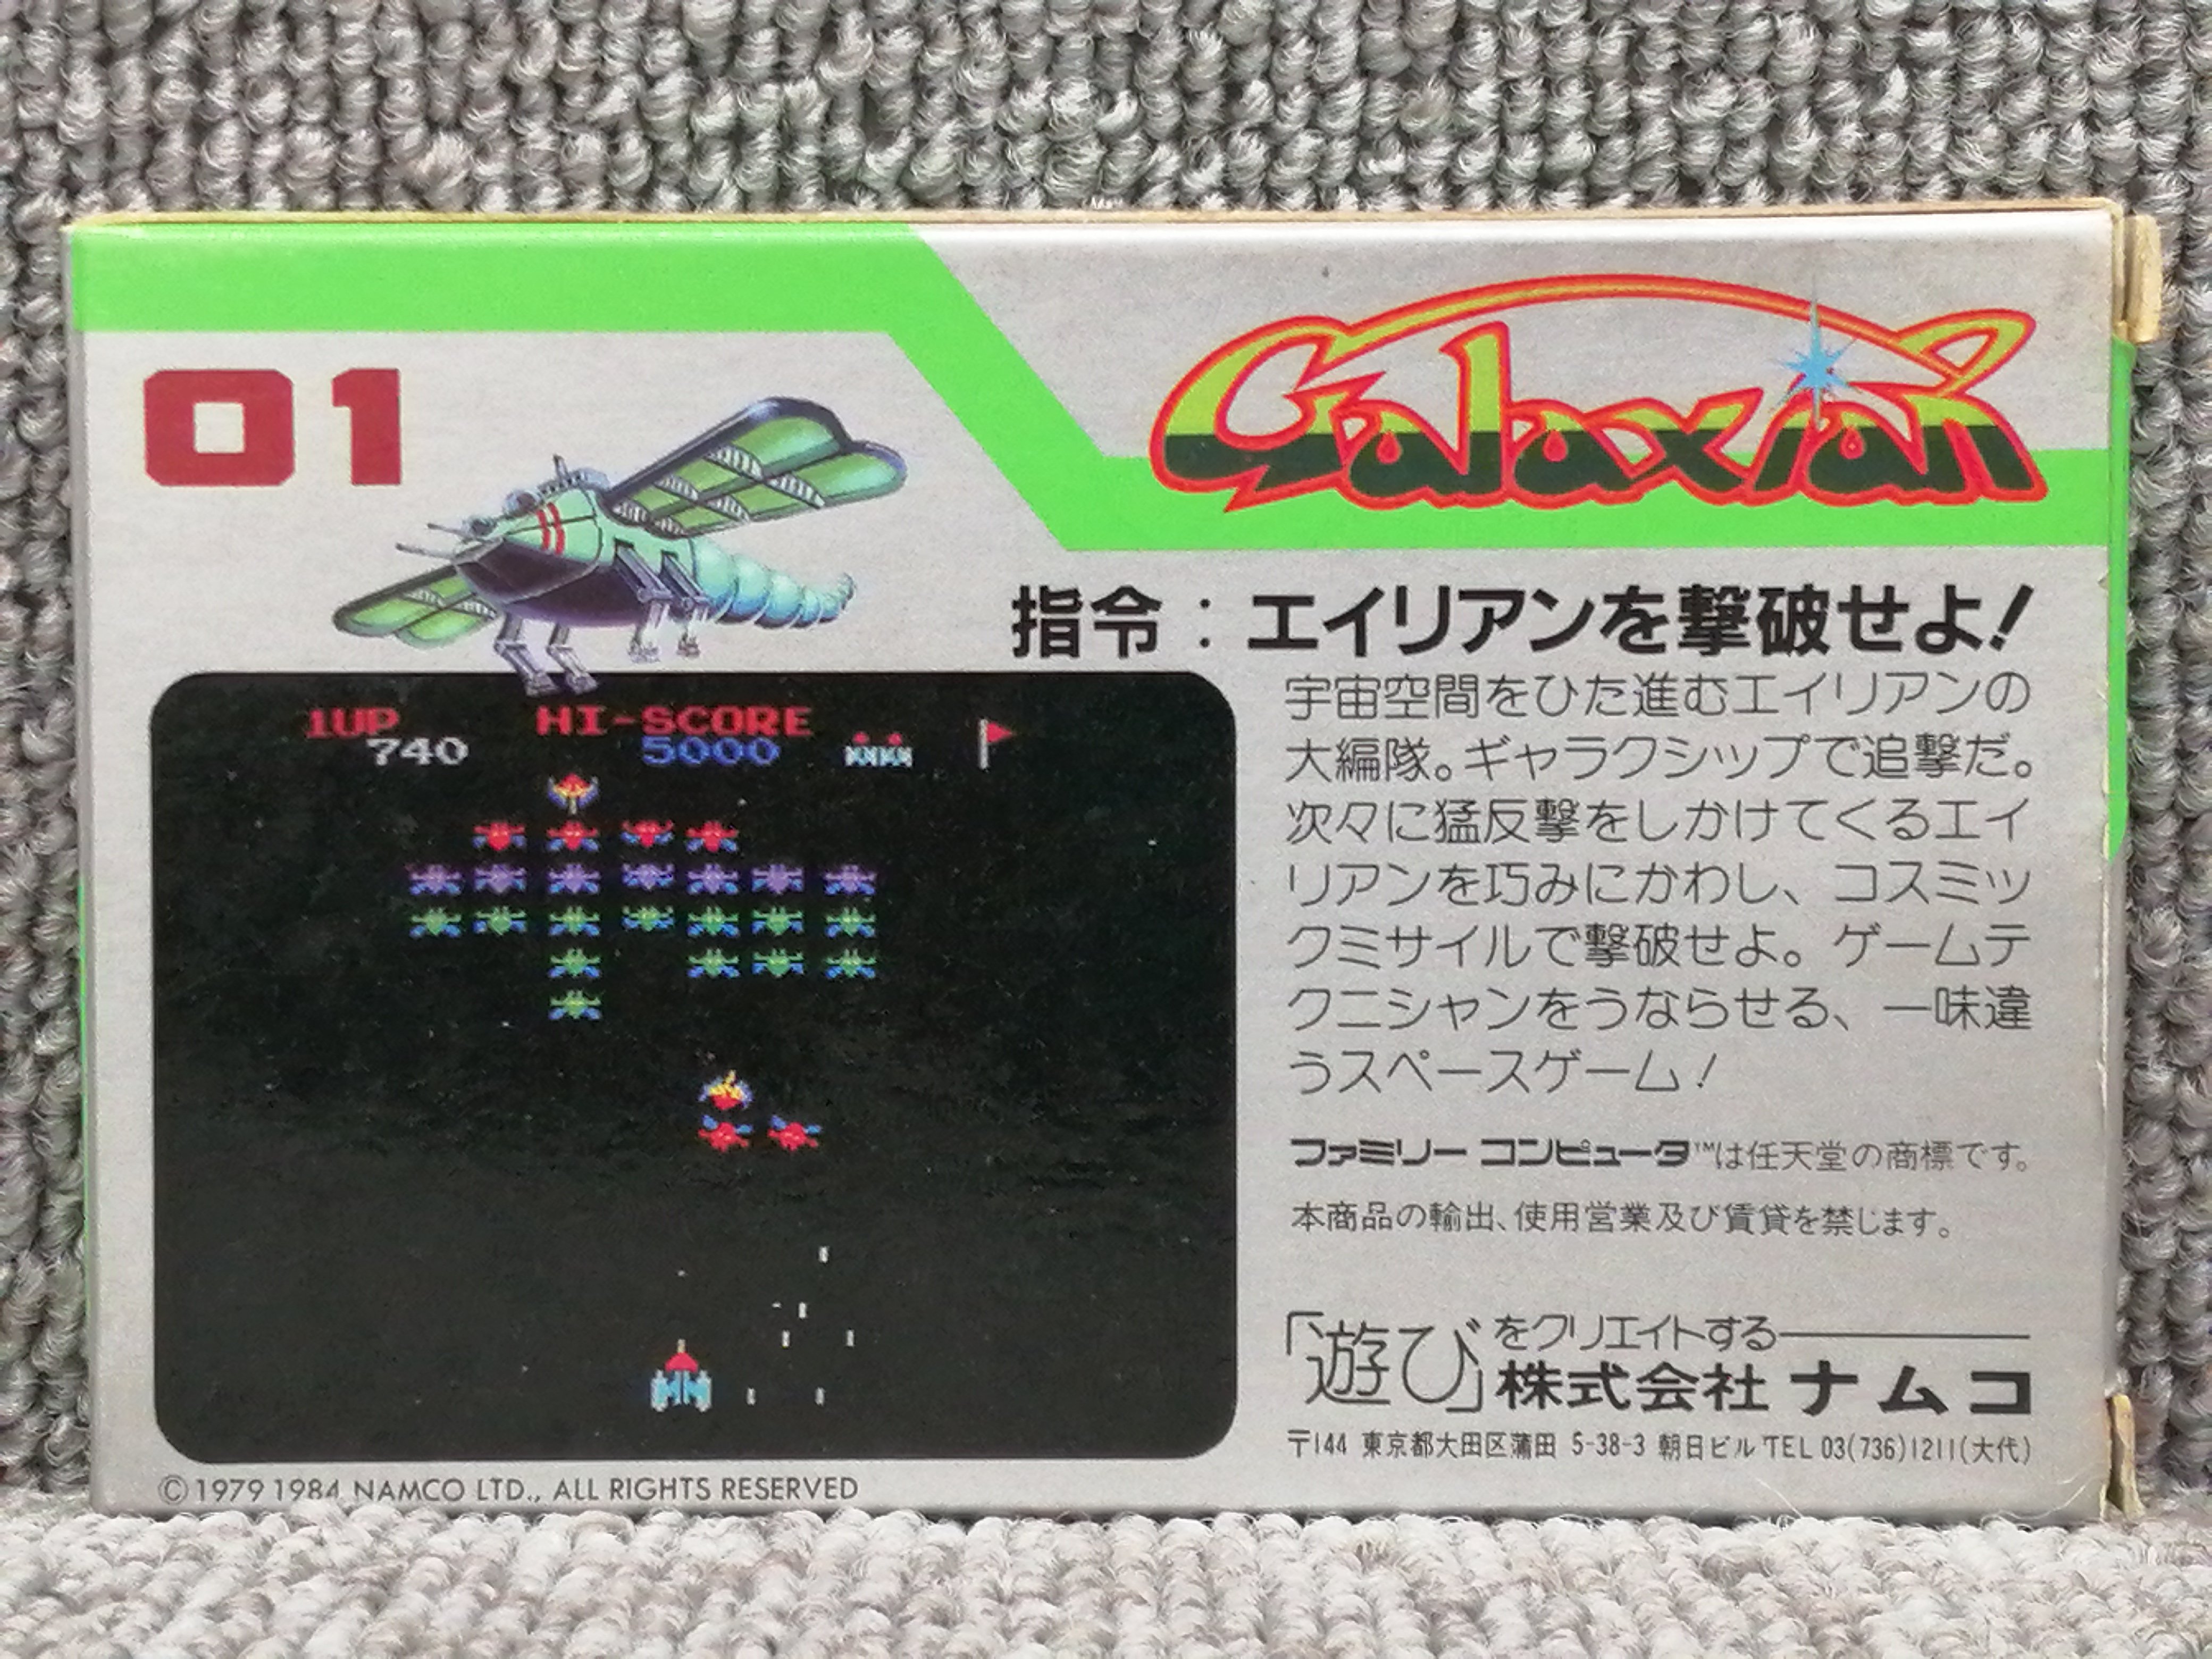 01
Galaxian
指令：エイリアンを撃破せよ！
1UP HI-SCORE
740 5000
宇宙空間をひた進むエイリアンの
大編隊。ギャラクシップで追撃だ。
次々に猛反撃をしかけてくるエイ
リアンを巧みにかわし、コスミッ
クミサイルで撃破せよ。ゲームテ
クニシャンをうならせる、一味違
うスペースゲーム！
ファミリー コンピュータ™は任天堂の商標です。
本商品の輸出、使用営業及び賃貸を禁じます。
「遊び」をクリエイトする
株式会社 ナムコ
〒144 東京都大田区蒲田 5-38-3 朝日ビル TEL 03(736)1211(大代)
©1979 1984 NAMCO LTD., ALL RIGHTS RESERVED